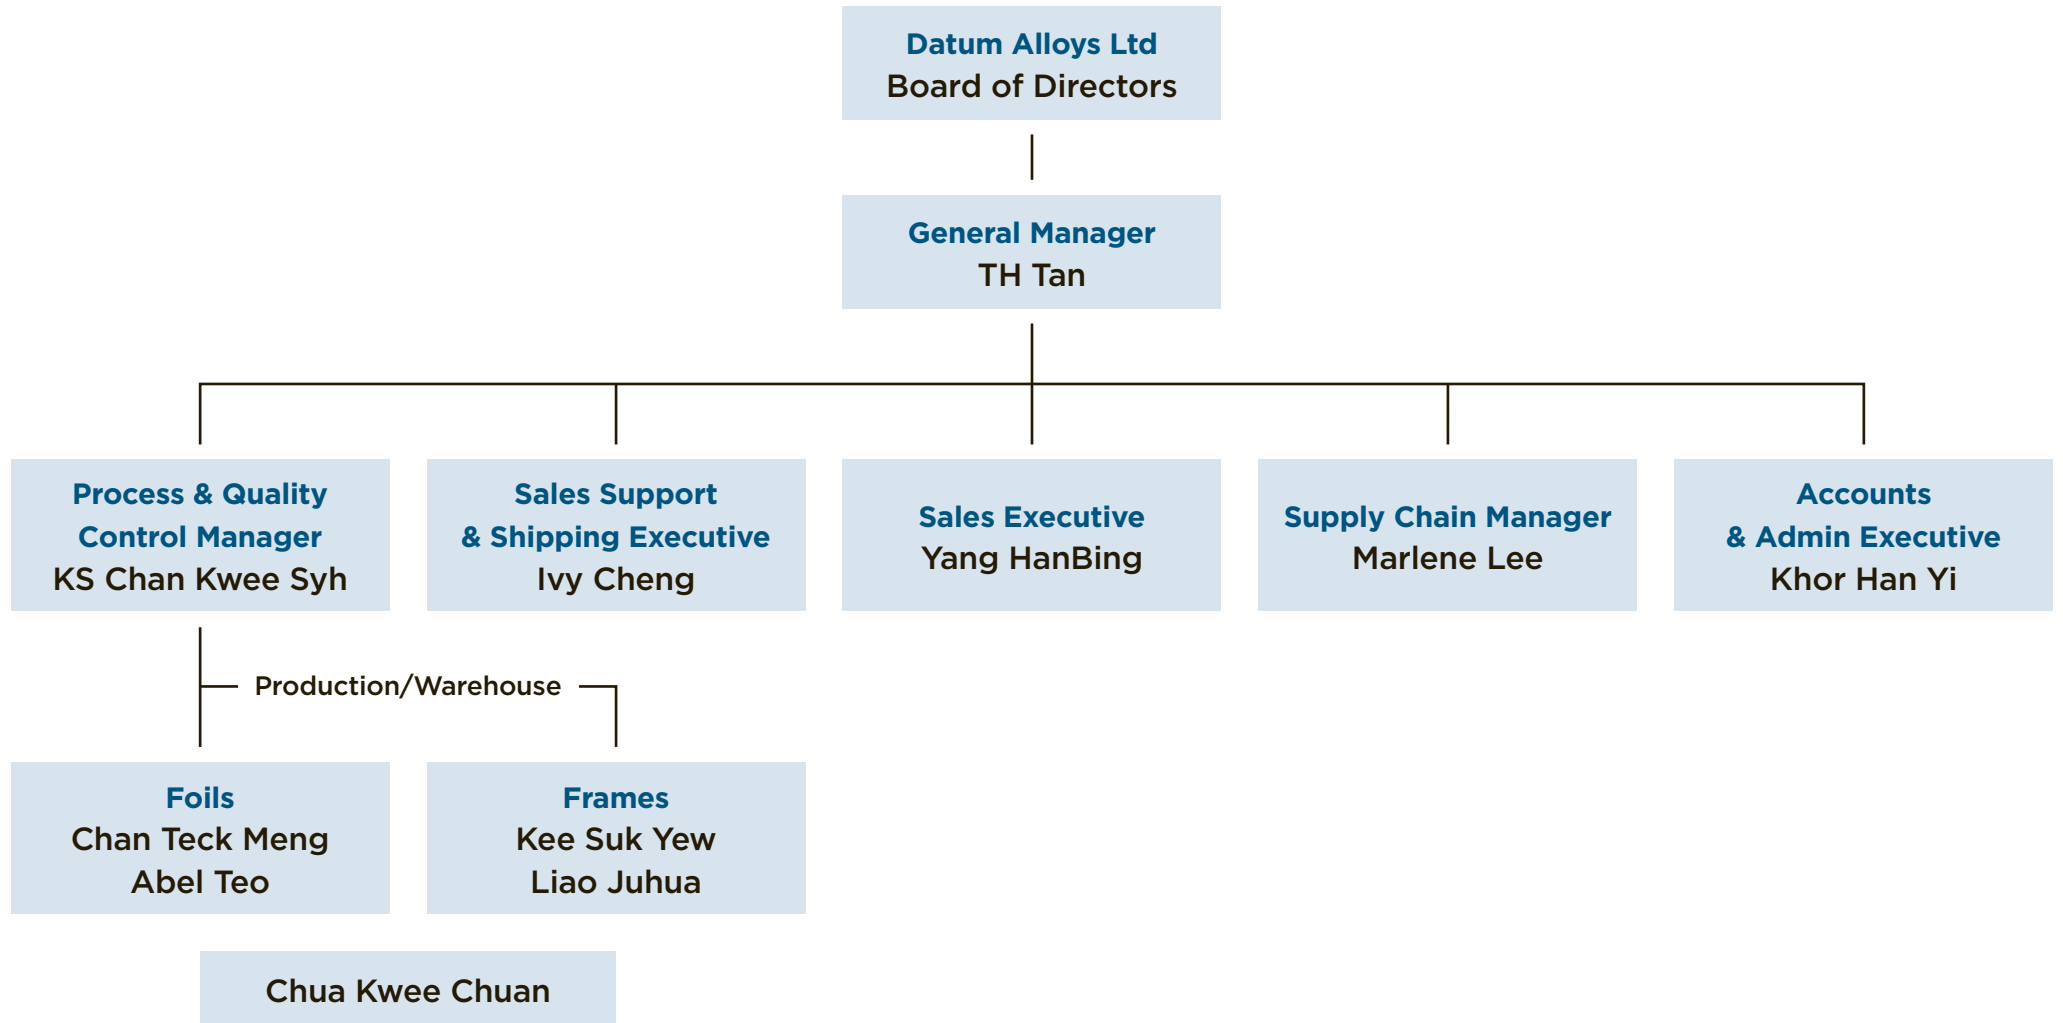 Datum Alloys Ltd
Board of Directors
General Manager
TH Tan
Process & Quality
Control Manager
KS Chan Kwee Syh
Sales Support
& Shipping Executive
Ivy Cheng
Sales Executive
Yang HanBing
Supply Chain Manager
Marlene Lee
Accounts
& Admin Executive
Khor Han Yi
Production/Warehouse
Foils
Chan Teck Meng
Abel Teo
Frames
Kee Suk Yew
Liao Juhua
Chua Kwee Chuan